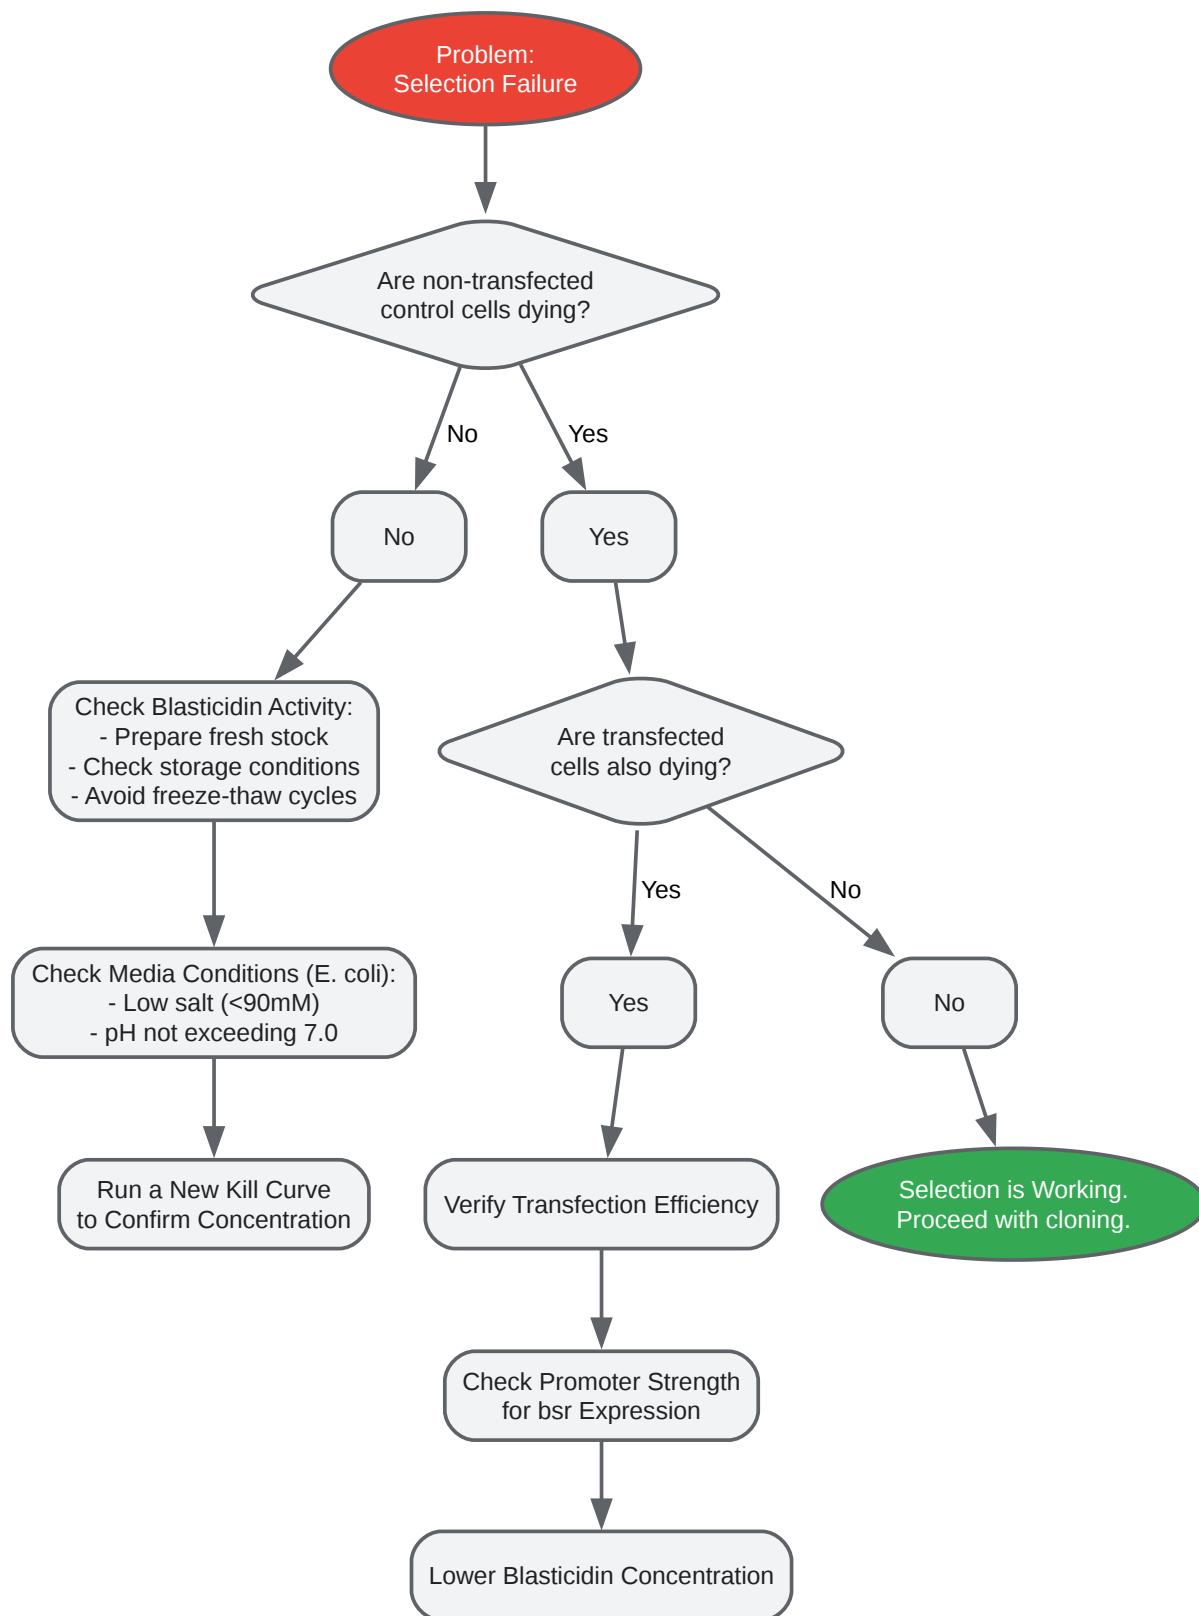 Problem:
Selection Failure
Are non-transfected
control cells dying?
No
Yes
No
Yes
Check Blasticidin Activity:
- Prepare fresh stock
- Check storage conditions
- Avoid freeze-thaw cycles
Are transfected
cells also dying?
Yes
No
Check Media Conditions (E. coli):
- Low salt (<90mM)
- pH not exceeding 7.0
Yes
No
Run a New Kill Curve
to Confirm Concentration
Verify Transfection Efficiency
Selection is Working.
Proceed with cloning.
Check Promoter Strength
for bsr Expression
Lower Blasticidin Concentration